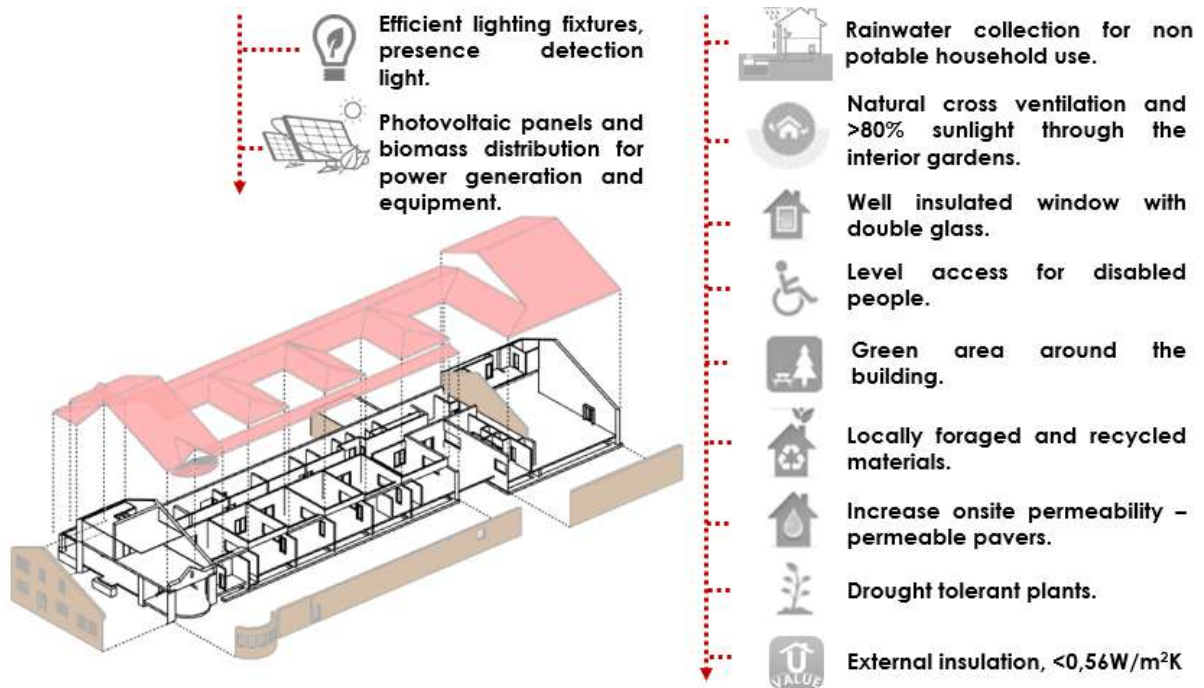 Efficient lighting fixtures,
presence detection
light.
Photovoltaic panels and
biomass distribution for
power generation and
equipment.
Rainwater collection for non
potable household use.
Natural cross ventilation and
>80% sunlight through the
interior gardens.
Well insulated window with
double glass.
Level access for disabled
people.
Green area around the
building.
Locally foraged and recycled
materials.
Increase onsite permeability –
permeable pavers.
Drought tolerant plants.
U
VALUE
External insulation, <0,56W/m²K